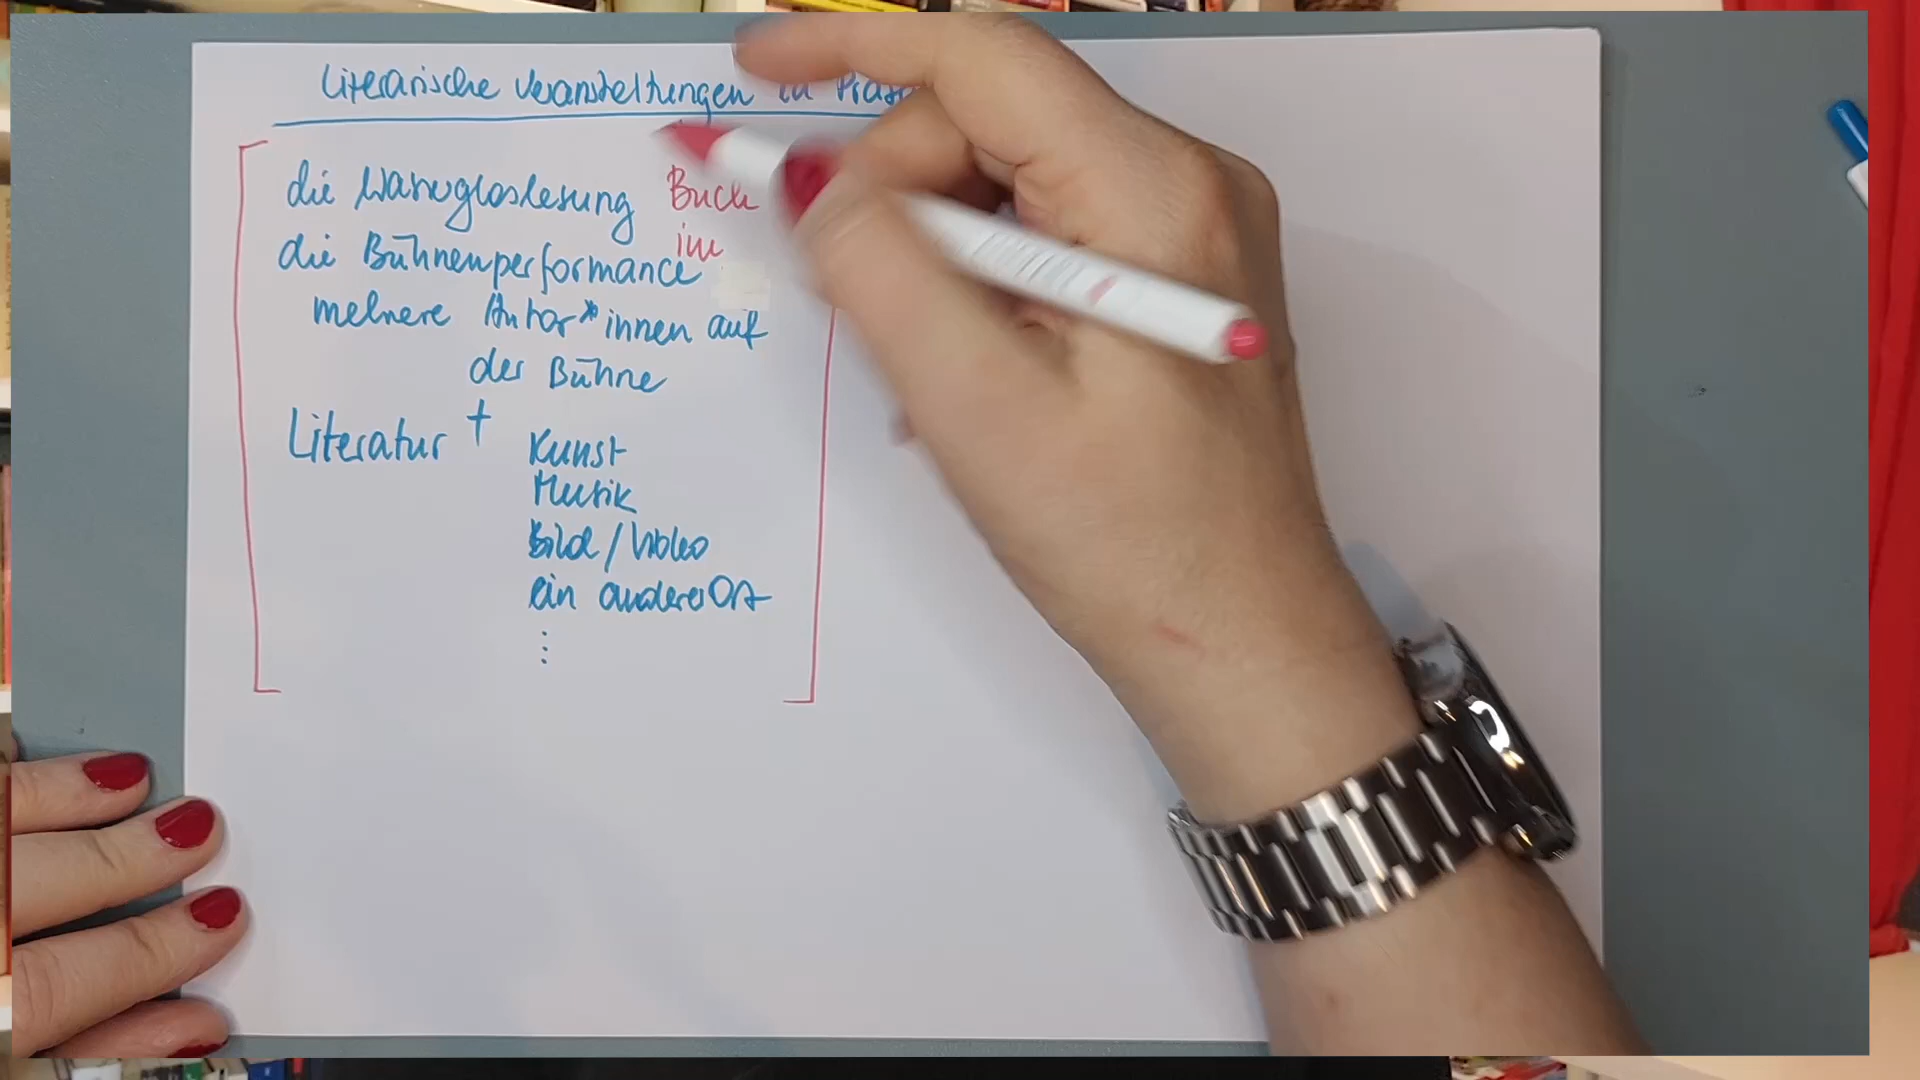 Literarische Veranstaltungen in
die Wasserglaslesung Buch
im
die Bühnenperformance
mehrere Autor*innen auf
der Bühne
Literatur +
Kunst
Musik
Bild/Video
ein anderer Ort
⋮